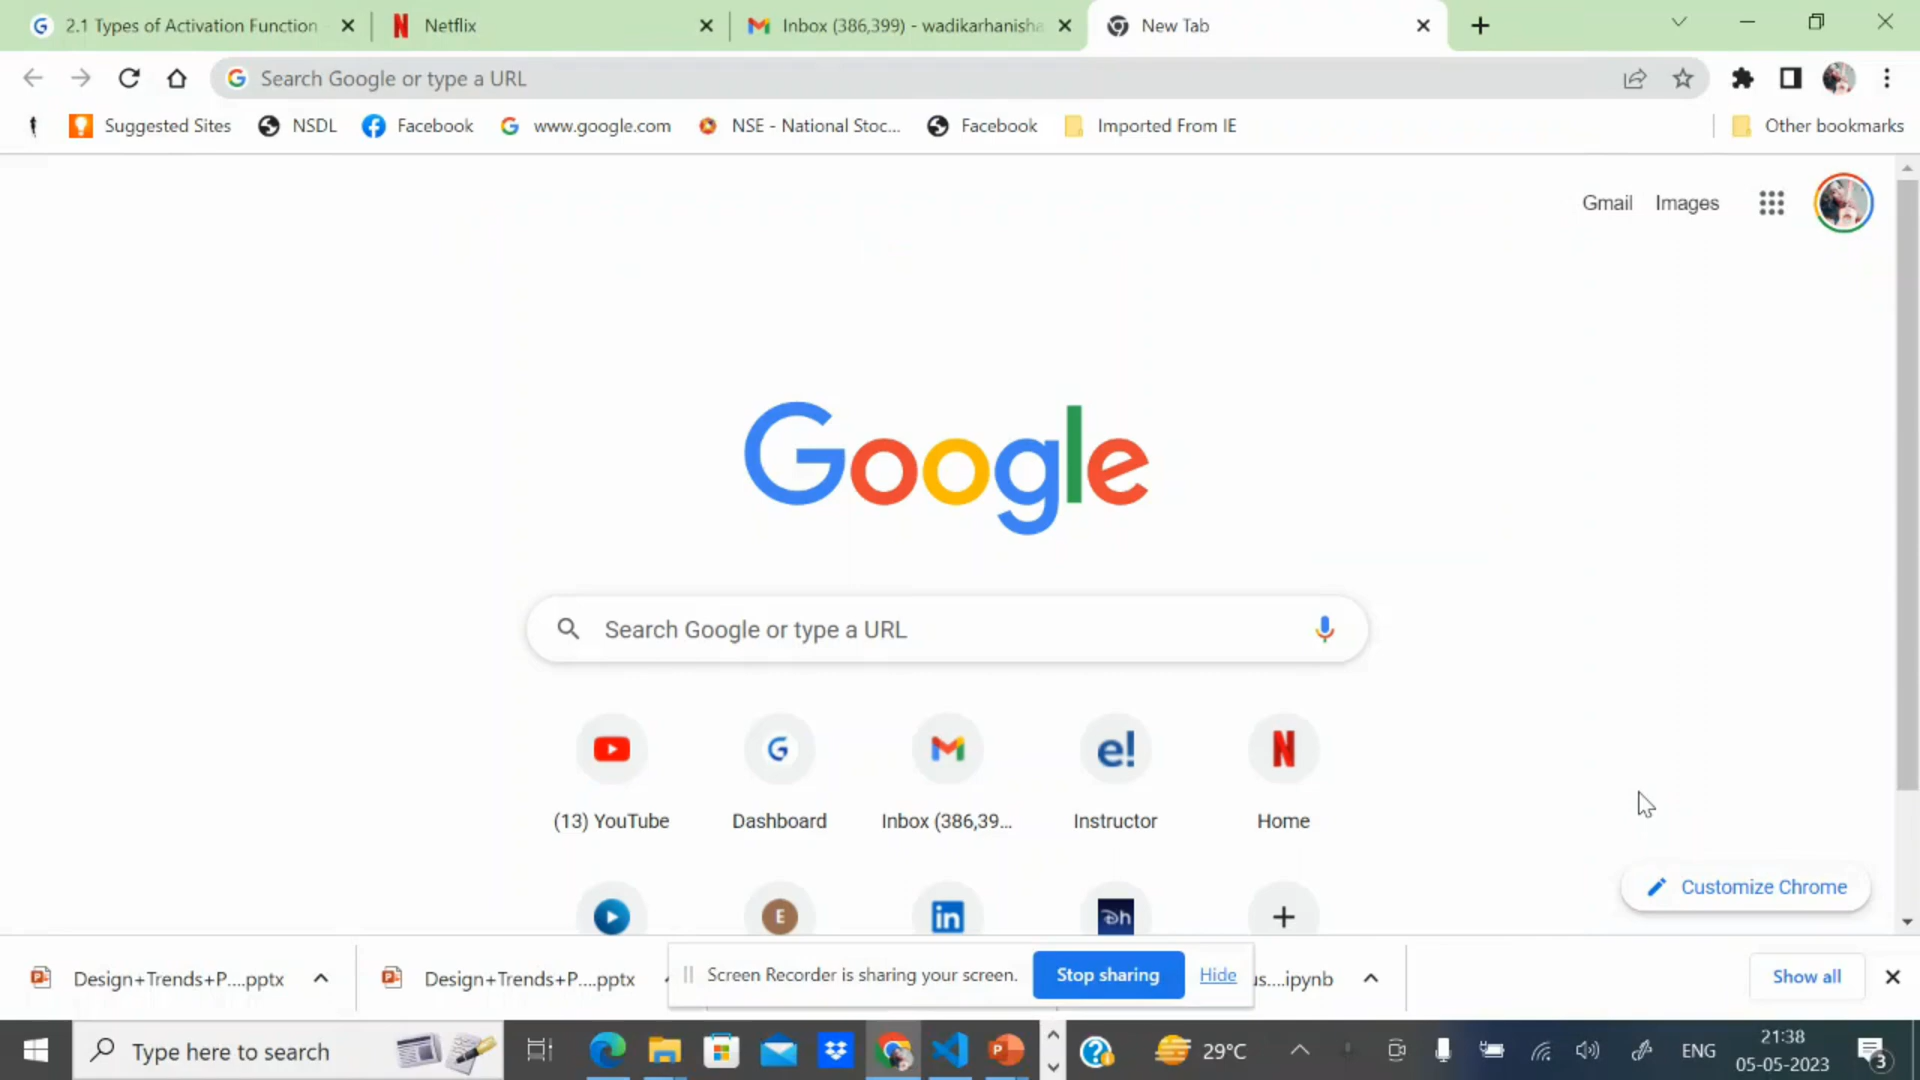 2.1 Types of Activation Function
Netflix
Inbox (386,399) - wadikarhanisha
New Tab
Search Google or type a URL
Suggested Sites
NSDL
Facebook
www.google.com
NSE - National Stoc...
Facebook
Imported From IE
Other bookmarks
Gmail
Images
Google
Search Google or type a URL
(13) YouTube
Dashboard
Inbox (386,39...
Instructor
Home
E
Design+Trends+P....pptx
Design+Trends+P....pptx
Screen Recorder is sharing your screen.
Stop sharing
Hide
us....ipynb
Show all
Customize Chrome
Type here to search
29°C
ENG
21:38
05-05-2023
3